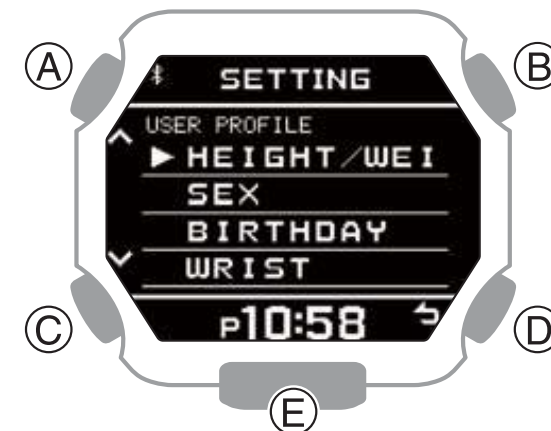 A
B
SETTING
USER PROFILE
HEIGHT/WEI
SEX
BIRTHDAY
WRIST
P10:58
C
D
E